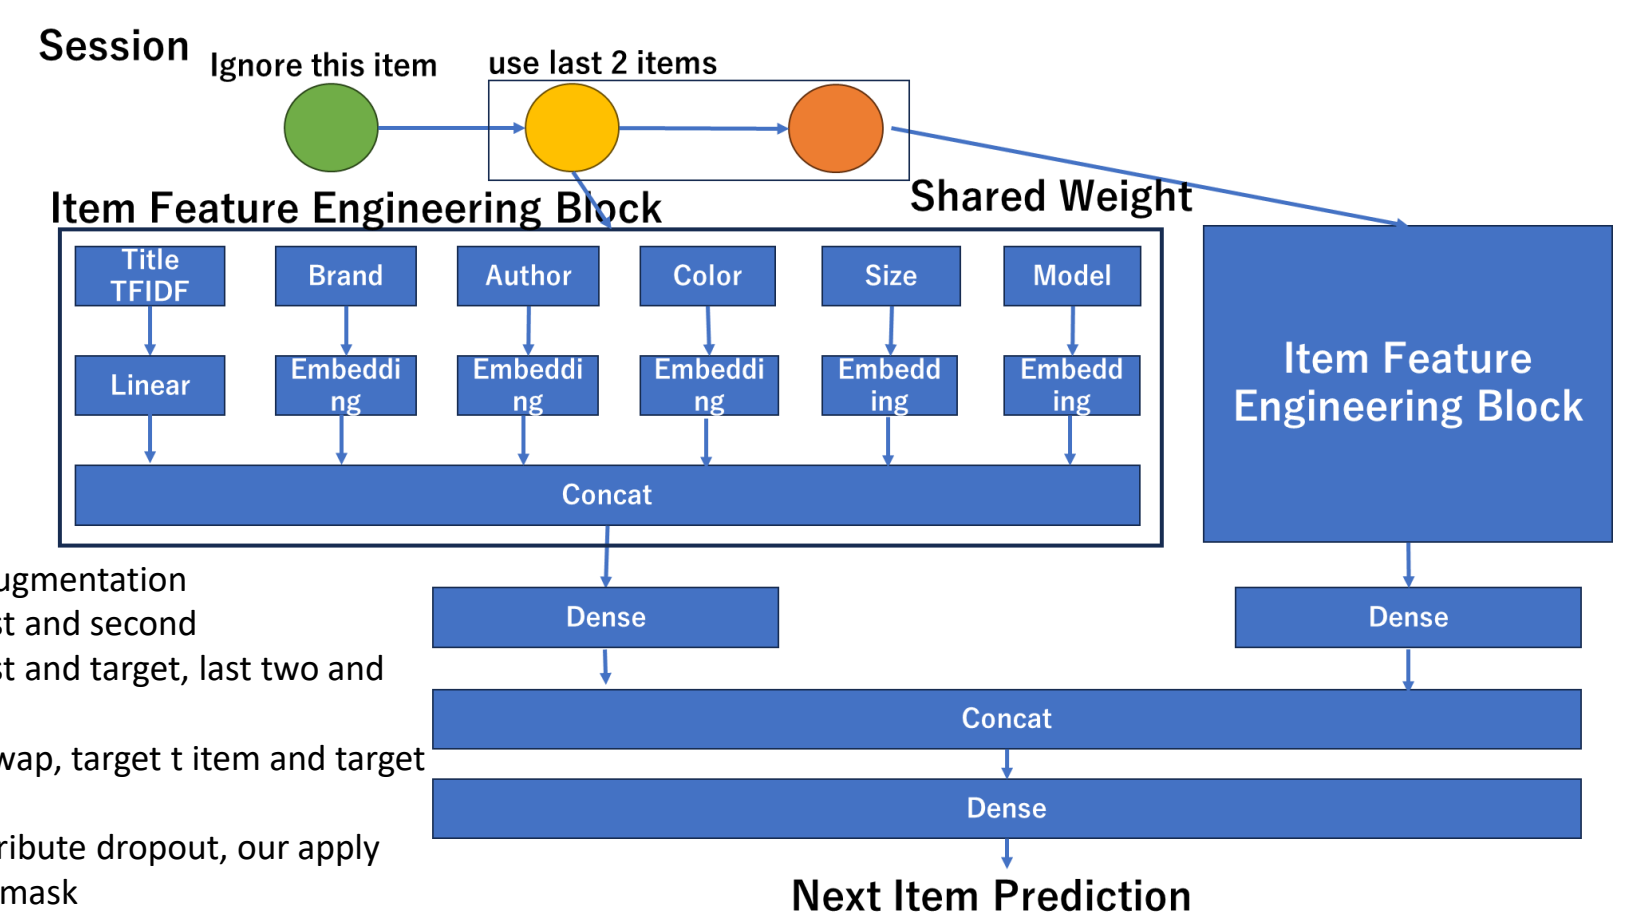 Session
Ignore this item
use last 2 items
Item Feature Engineering Block
Shared Weight
Title
TFIDF
Brand
Author
Color
Size
Model
Linear
Embeddi
ng
Embeddi
ng
Embeddi
ng
Embedd
ing
Embedd
ing
Concat
Item Feature
Engineering Block
Dense
Dense
Concat
Dense
Next Item Prediction
and second
and target, last two and
target t item and target
dropout, our apply
mask